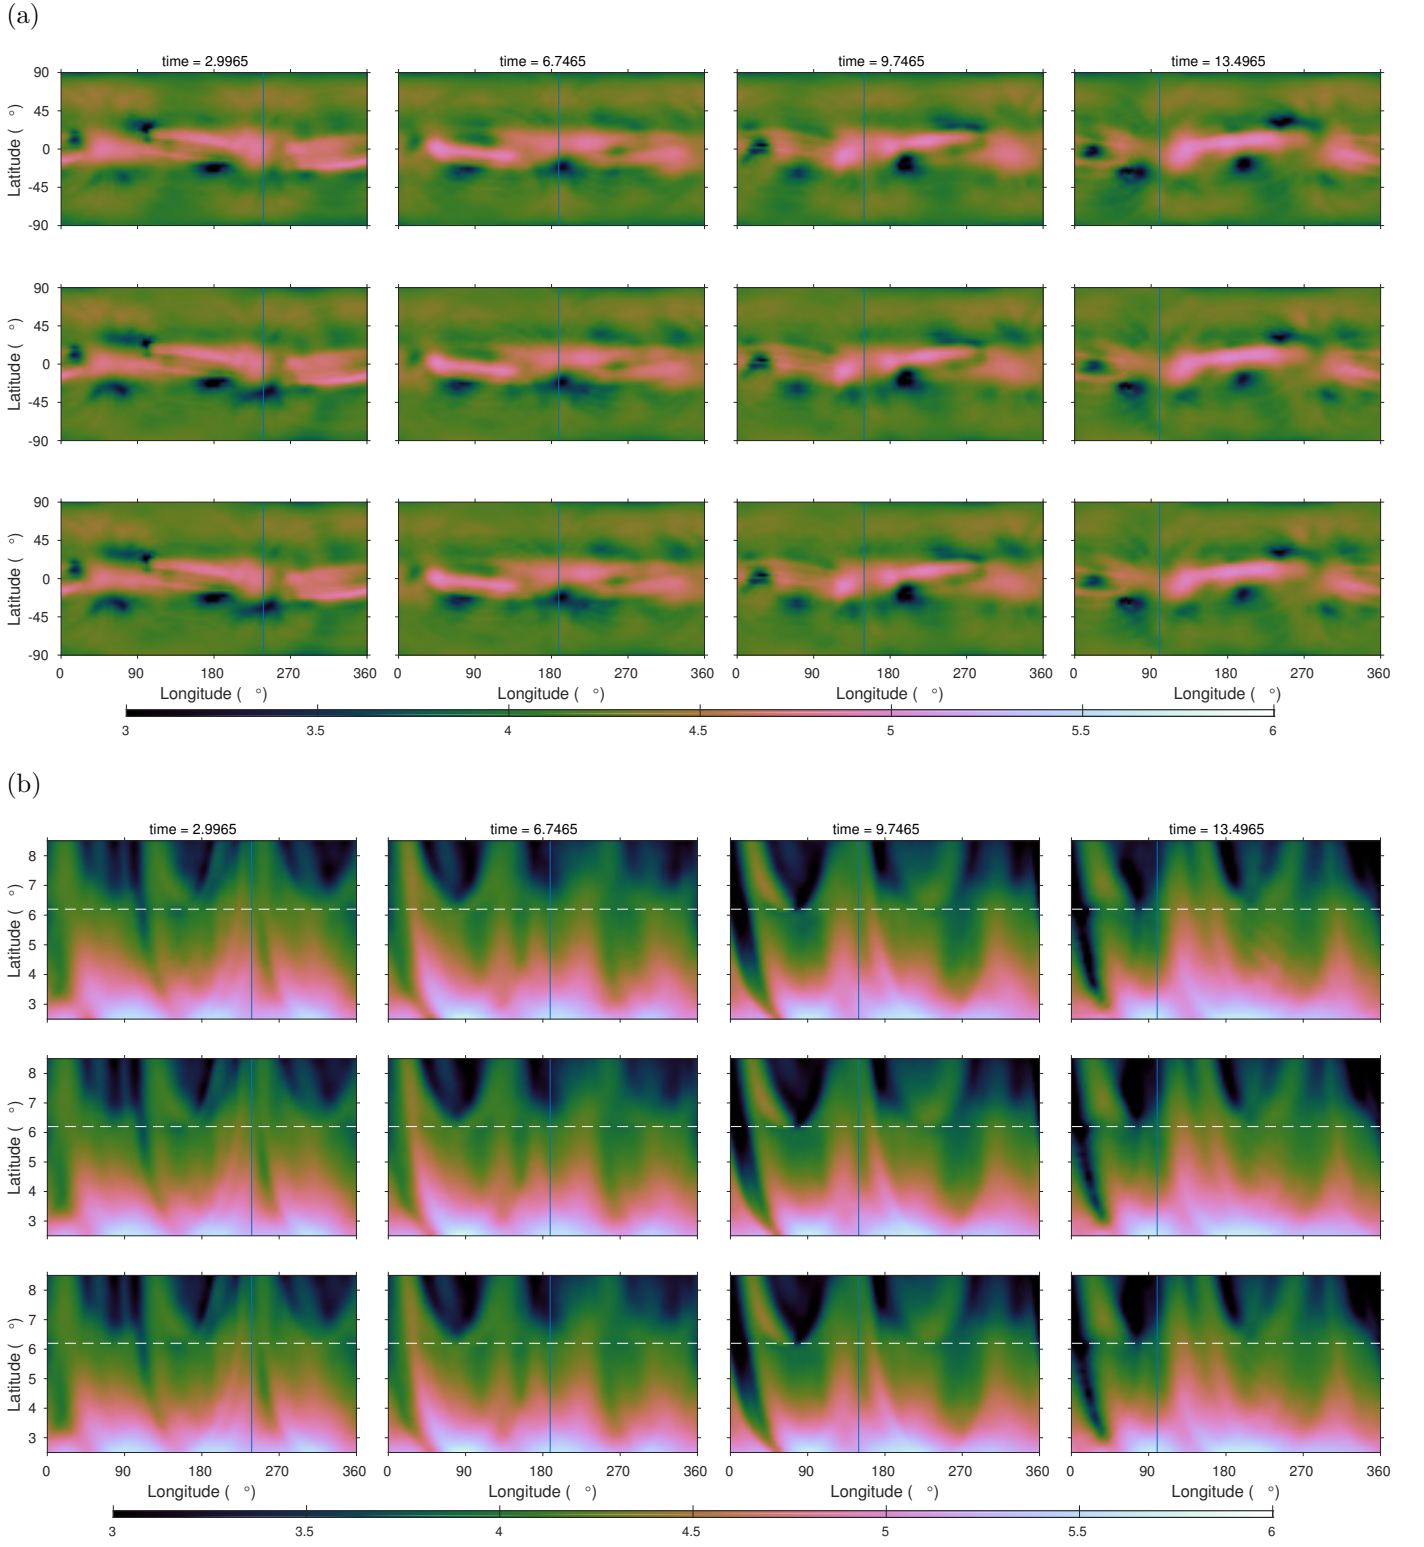 (a)
time = 2.9965 time = 6.7465 time = 9.7465 time = 13.4965
90
45
0
-45
-90
Latitude ( °)
90
45
0
-45
-90
Latitude ( °)
90
45
0
-45
-90
Latitude ( °)
0 90 180 270 360 0 90 180 270 360 0 90 180 270 360 0 90 180 270 360
Longitude ( °) Longitude ( °) Longitude ( °) Longitude ( °)
3 3.5 4 4.5 5 5.5 6
(b)
time = 2.9965 time = 6.7465 time = 9.7465 time = 13.4965
8
7
6
5
4
3
Latitude ( °)
8
7
6
5
4
3
Latitude ( °)
8
7
6
5
4
3
Latitude ( °)
0 90 180 270 360 0 90 180 270 360 0 90 180 270 360 0 90 180 270 360
Longitude ( °) Longitude ( °) Longitude ( °) Longitude ( °)
3 3.5 4 4.5 5 5.5 6